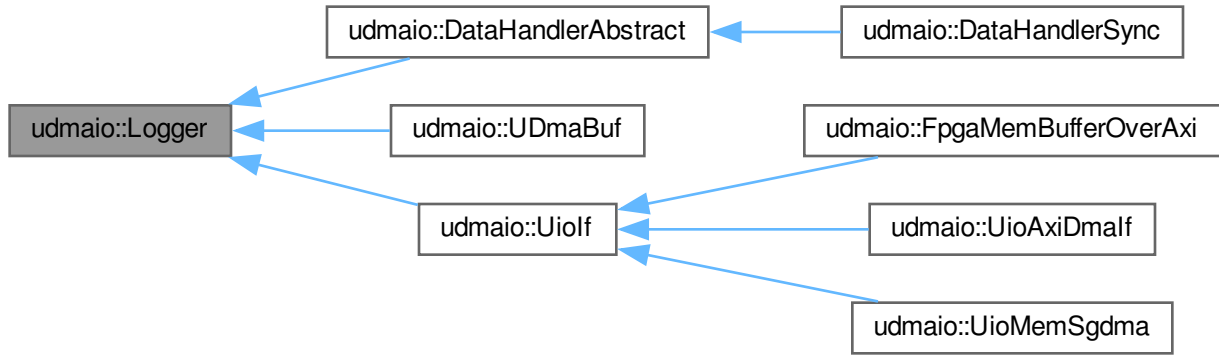 udmaio::Logger
udmaio::DataHandlerAbstract
udmaio::DataHandlerSync
udmaio::UDmaBuf
udmaio::UioIf
udmaio::FpgaMemBufferOverAxi
udmaio::UioAxiDmaIf
udmaio::UioMemSgdma